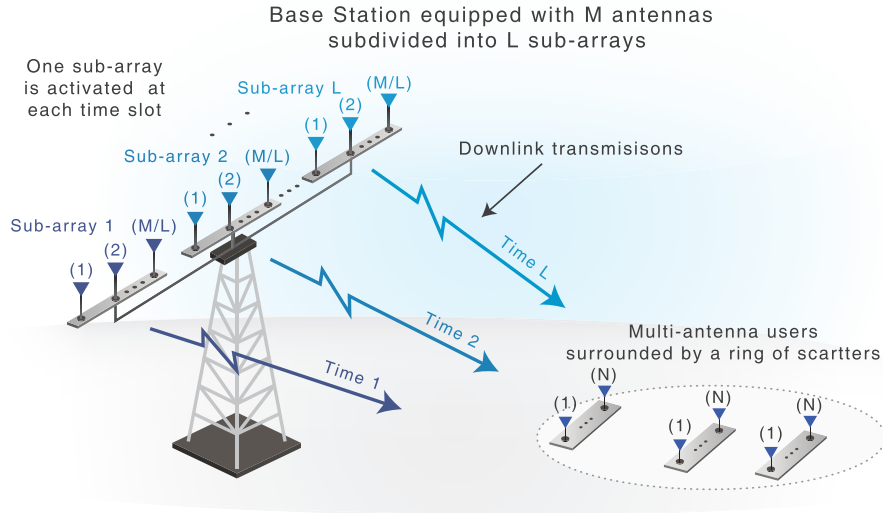 Base Station equipped with M antennas
subdivided into L sub-arrays
One sub-array
is activated at
each time slot
Sub-array L
(1)
(2)
(M/L)
Sub-array 2
(1)
(2)
(M/L)
Sub-array 1
(1)
(2)
(M/L)
Downlink transmisisons
Time L
Time 2
Time 1
Multi-antenna users
surrounded by a ring of scartters
(1)
(N)
(1)
(N)
(1)
(N)